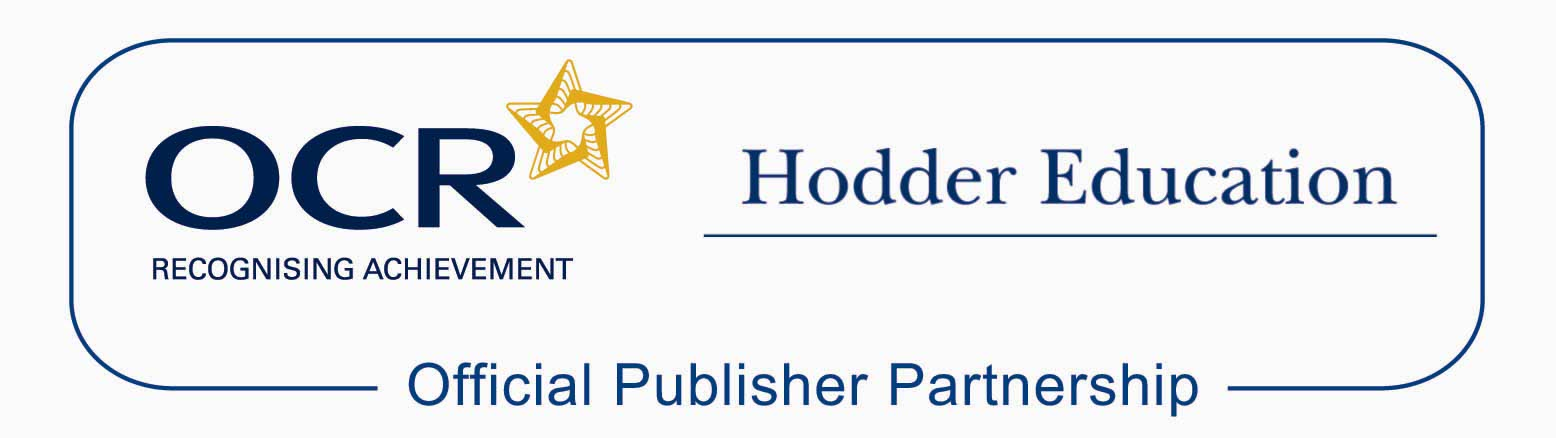 OCR
RECOGNISING ACHIEVEMENT
Hodder Education
Official Publisher Partnership